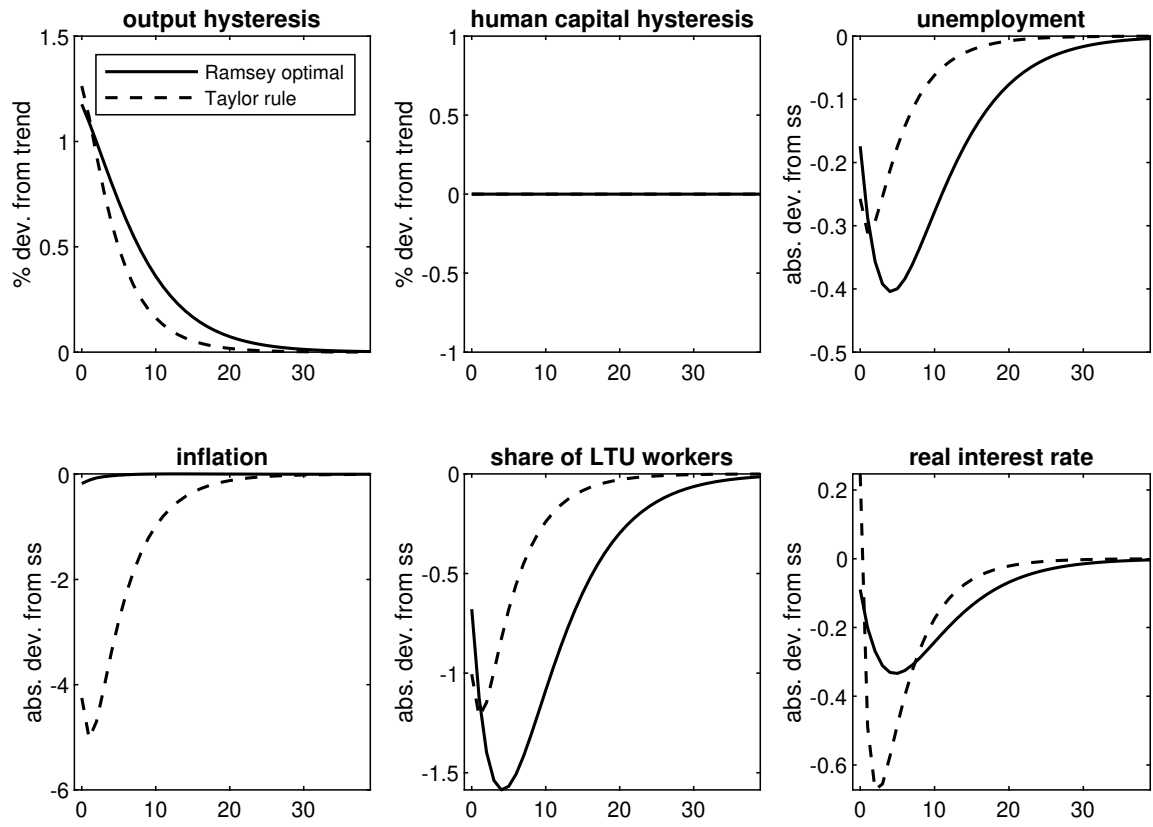 output hysteresis
% dev. from trend
1.5
1
0.5
0
0 10 20 30
Ramsey optimal
Taylor rule
human capital hysteresis
% dev. from trend
1
0.5
0
-0.5
-1
0 10 20 30
unemployment
abs. dev. from ss
0
-0.1
-0.2
-0.3
-0.4
-0.5
0 10 20 30
inflation
abs. dev. from ss
0
-2
-4
-6
0 10 20 30
share of LTU workers
abs. dev. from ss
0
-0.5
-1
-1.5
0 10 20 30
real interest rate
abs. dev. from ss
0.2
0
-0.2
-0.4
-0.6
0 10 20 30